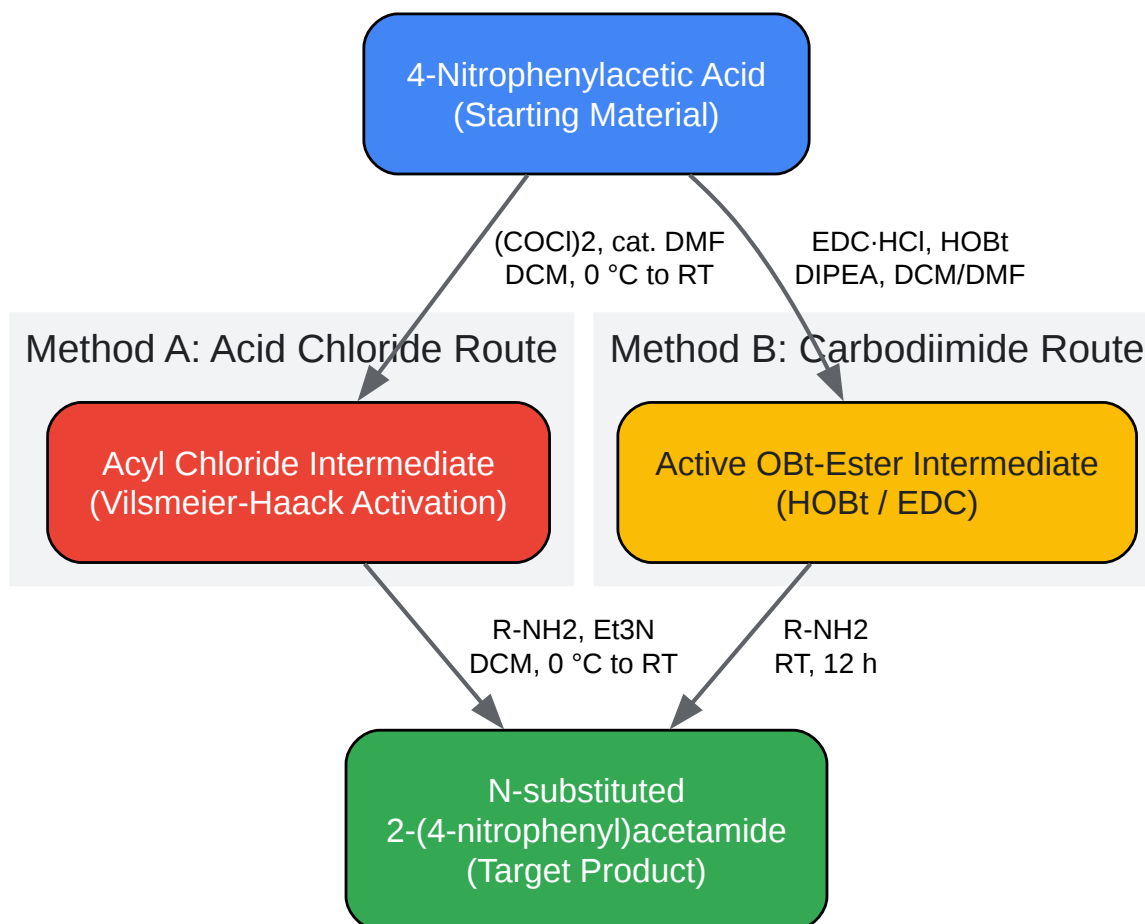 4-Nitrophenylacetic Acid
(Starting Material)
(COCl)2, cat. DMF
DCM, 0 °C to RT
EDC·HCl, HOBt
DIPEA, DCM/DMF
Method A: Acid Chloride Route
Method B: Carbodiimide Route
Acyl Chloride Intermediate
(Vilsmeier-Haack Activation)
Active OBt-Ester Intermediate
(HOBt / EDC)
R-NH2, Et3N
DCM, 0 °C to RT
R-NH2
RT, 12 h
N-substituted
2-(4-nitrophenyl)acetamide
(Target Product)